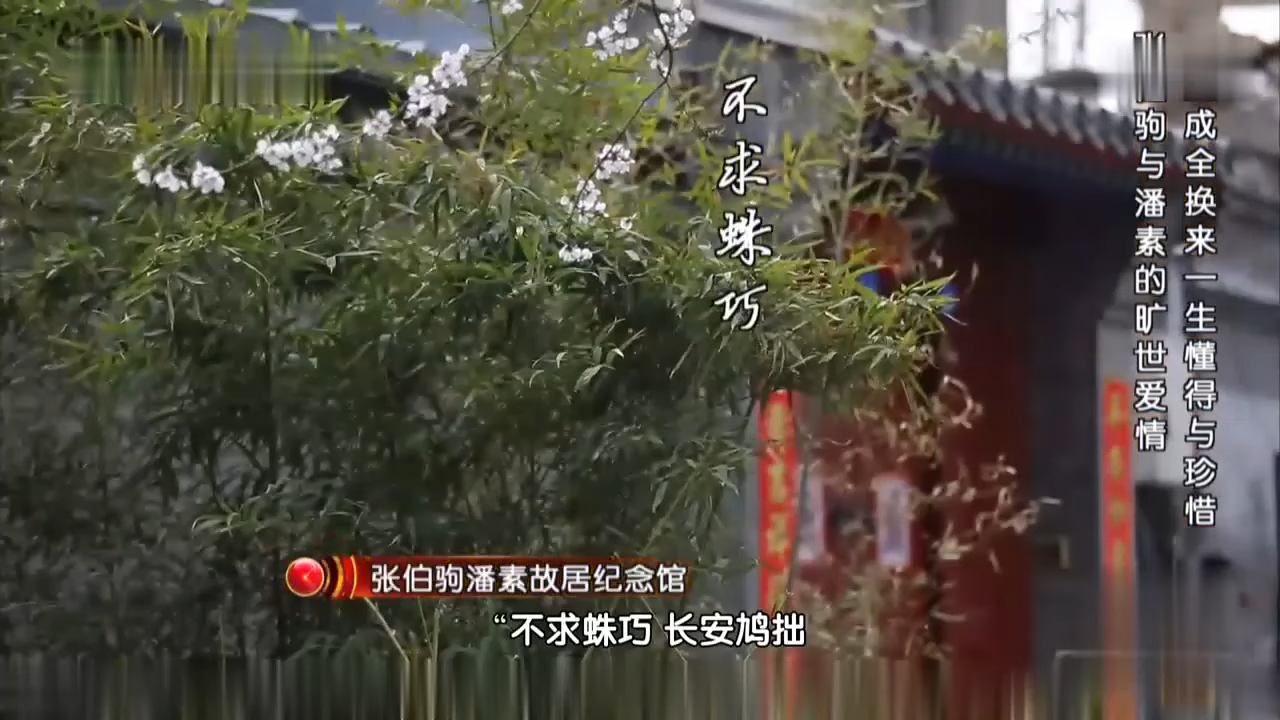 成全换来一生懂得与珍惜
驹与潘素的旷世爱情
不求蛛巧
张伯驹潘素故居纪念馆
“不求蛛巧 长安鸠拙